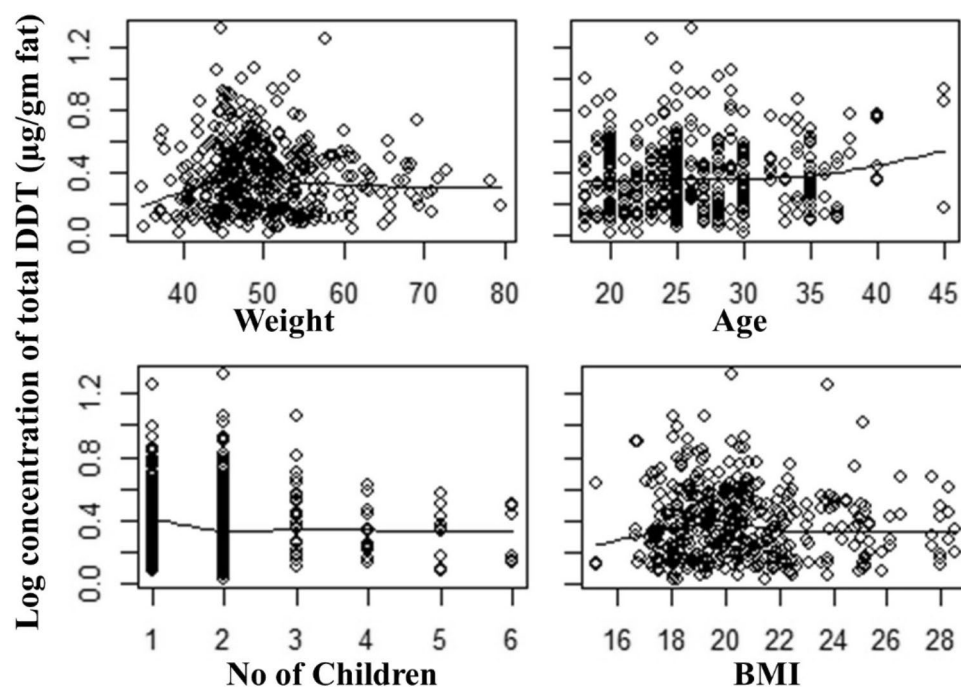 Log concentration of total DDT (µg/gm fat)
0.0 0.4 0.8 1.2
40 50 60 70 80
Weight
20 25 30 35 40 45
Age
0.0 0.4 0.8 1.2
1 2 3 4 5 6
No of Children
16 18 20 22 24 26 28
BMI